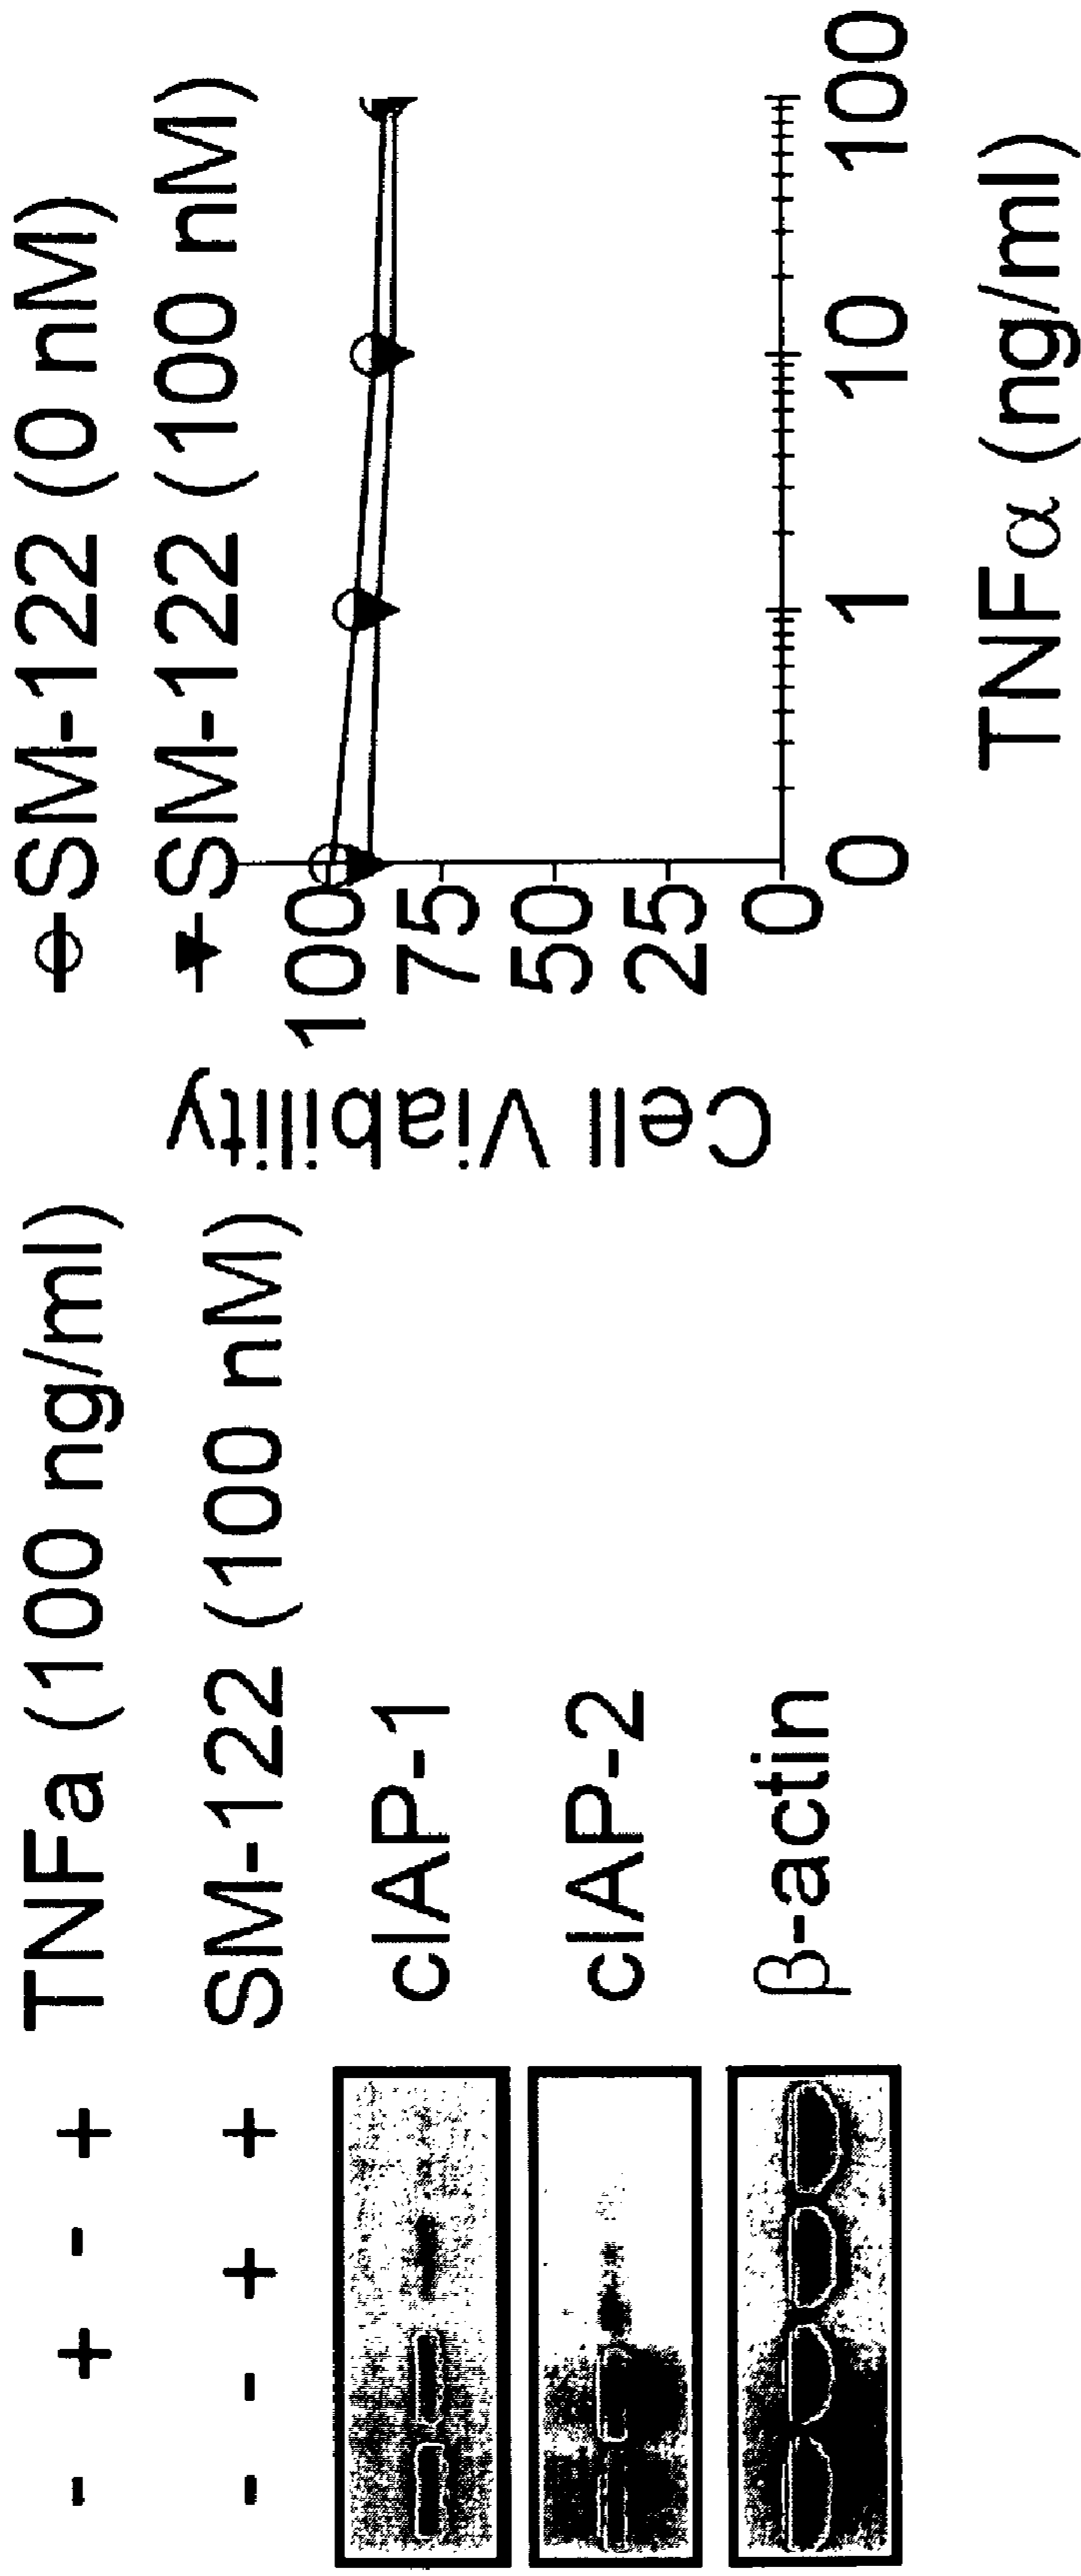 - + - + TNFa (100 ng/ml)
- - + + SM-122 (100 nM)
cIAP-1
cIAP-2
β-actin
SM-122 (0 nM)
SM-122 (100 nM)
Cell Viability
100
75
50
25
0
0 1 10 100
TNFα (ng/ml)